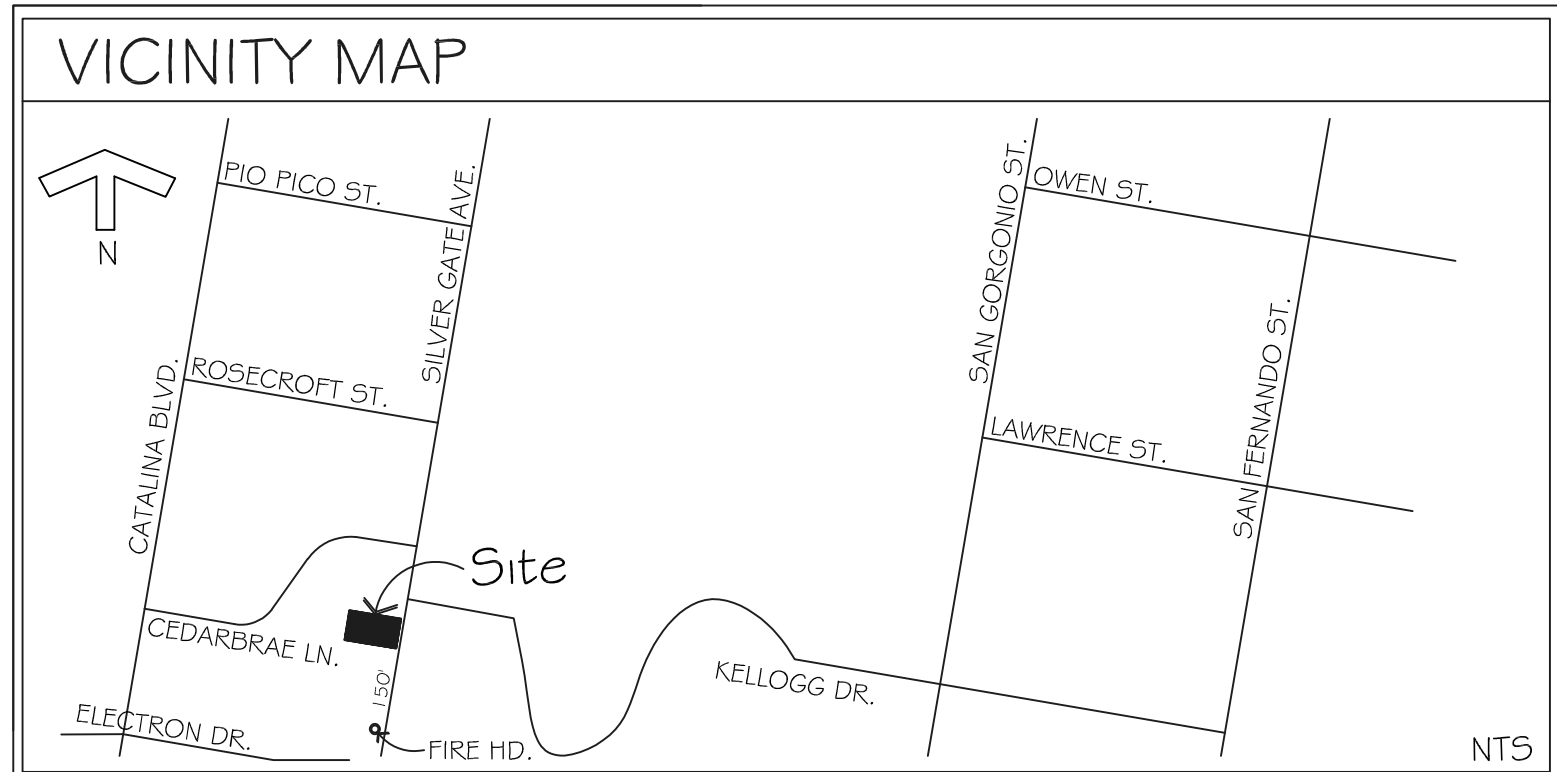 VICINITY MAP
N
PIO PICO ST.
SILVER GATE AVE.
ROSECROFT ST.
CATALINA BLVD.
CEDARBRAE LN.
ELECTRON DR.
Site
150'
FIRE HD.
KELLOGG DR.
SAN GORGONIO ST.
OWEN ST.
LAWRENCE ST.
SAN FERNANDO ST.
NTS